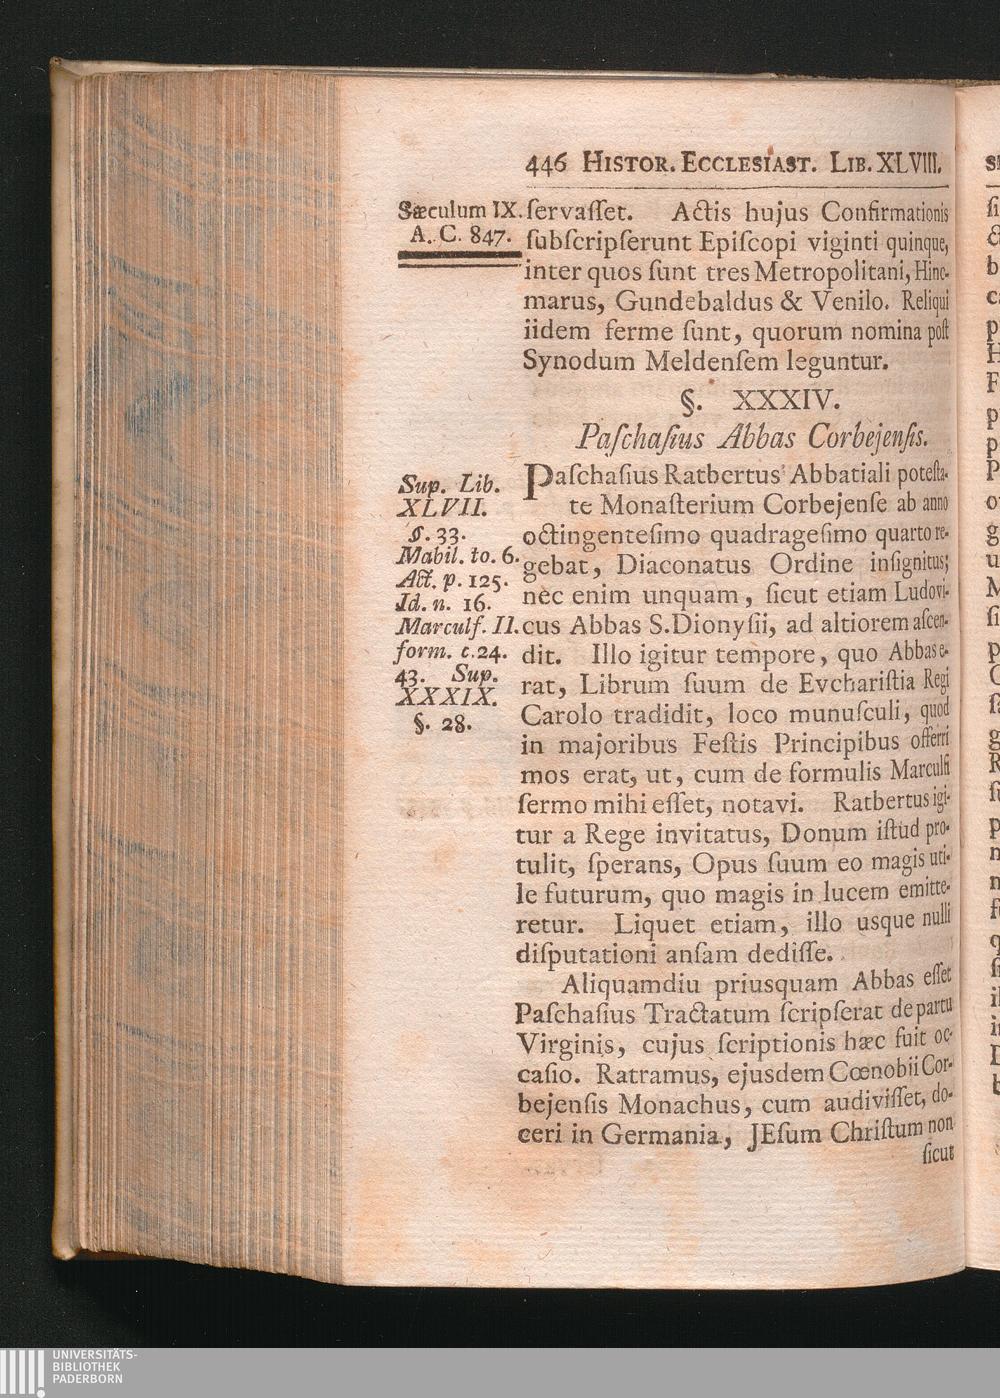 446 HISTOR. ECCLESIAST. LIB. XLVIII.
Sæculum IX.
A. C. 847.
ſervaſſet. Actis hujus Confirmationis
ſubſcripſerunt Epiſcopi viginti quinque,
inter quos ſunt tres Metropolitani, Hinc-
marus, Gundebaldus & Venilo. Reliqui
iidem ferme ſunt, quorum nomina poſt
Synodum Meldenſem leguntur.
§. XXXIV.
Paſchaſius Abbas Corbejenſis.
Sup. Lib.
XLVII.
§. 33.
Mabil. to. 6.
Act. p. 125.
Id. n. 16.
Marculf. II.
form. c. 24.
43. Sup.
XXXIX.
§. 28.
Paſchaſius Ratbertus Abbatiali poteſta-
te Monaſterium Corbejenſe ab anno
octingenteſimo quadrageſimo quarto re-
gebat, Diaconatus Ordine inſignitus;
nec enim unquam, ſicut etiam Ludovi-
cus Abbas S. Dionyſii, ad altiorem aſcen-
dit. Illo igitur tempore, quo Abbas e-
rat, Librum ſuum de Evchariſtia Regi
Carolo tradidit, loco munuſculi, quod
in majoribus Feſtis Principibus offerri
mos erat, ut, cum de formulis Marculfi
ſermo mihi eſſet, notavi. Ratbertus igi-
tur a Rege invitatus, Donum iſtud pro-
tulit, ſperans, Opus ſuum eo magis uti-
le futurum, quo magis in lucem emitte-
retur. Liquet etiam, illo usque nulli
diſputationi anſam dediſſe.
Aliquamdiu priusquam Abbas eſſet
Paſchaſius Tractatum ſcripſerat de partu
Virginis, cujus ſcriptionis hæc fuit oc-
caſio. Ratramus, ejusdem Cœnobii Cor-
bejenſis Monachus, cum audiviſſet, do-
ceri in Germania, JEſum Chriſtum non
ſicut
UNIVERSITÄTS-
BIBLIOTHEK
PADERBORN